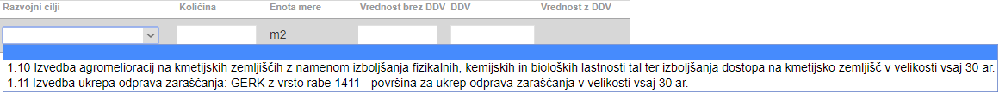 Razvojni cilji Količina Enota mere Vrednost brez DDV DDV Vrednost z DDV
m2
1.10 Izvedba agromelioracij na kmetijskih zemljiščih z namenom izboljšanja fizikalnih, kemijskih in bioloških lastnosti tal ter izboljšanja dostopa na kmetijsko zemljišč v velikosti vsaj 30 ar.
1.11 Izvedba ukrepa odprava zaraščanja: GERK z vrsto rabe 1411 - površina za ukrep odprava zaraščanja v velikosti vsaj 30 ar.